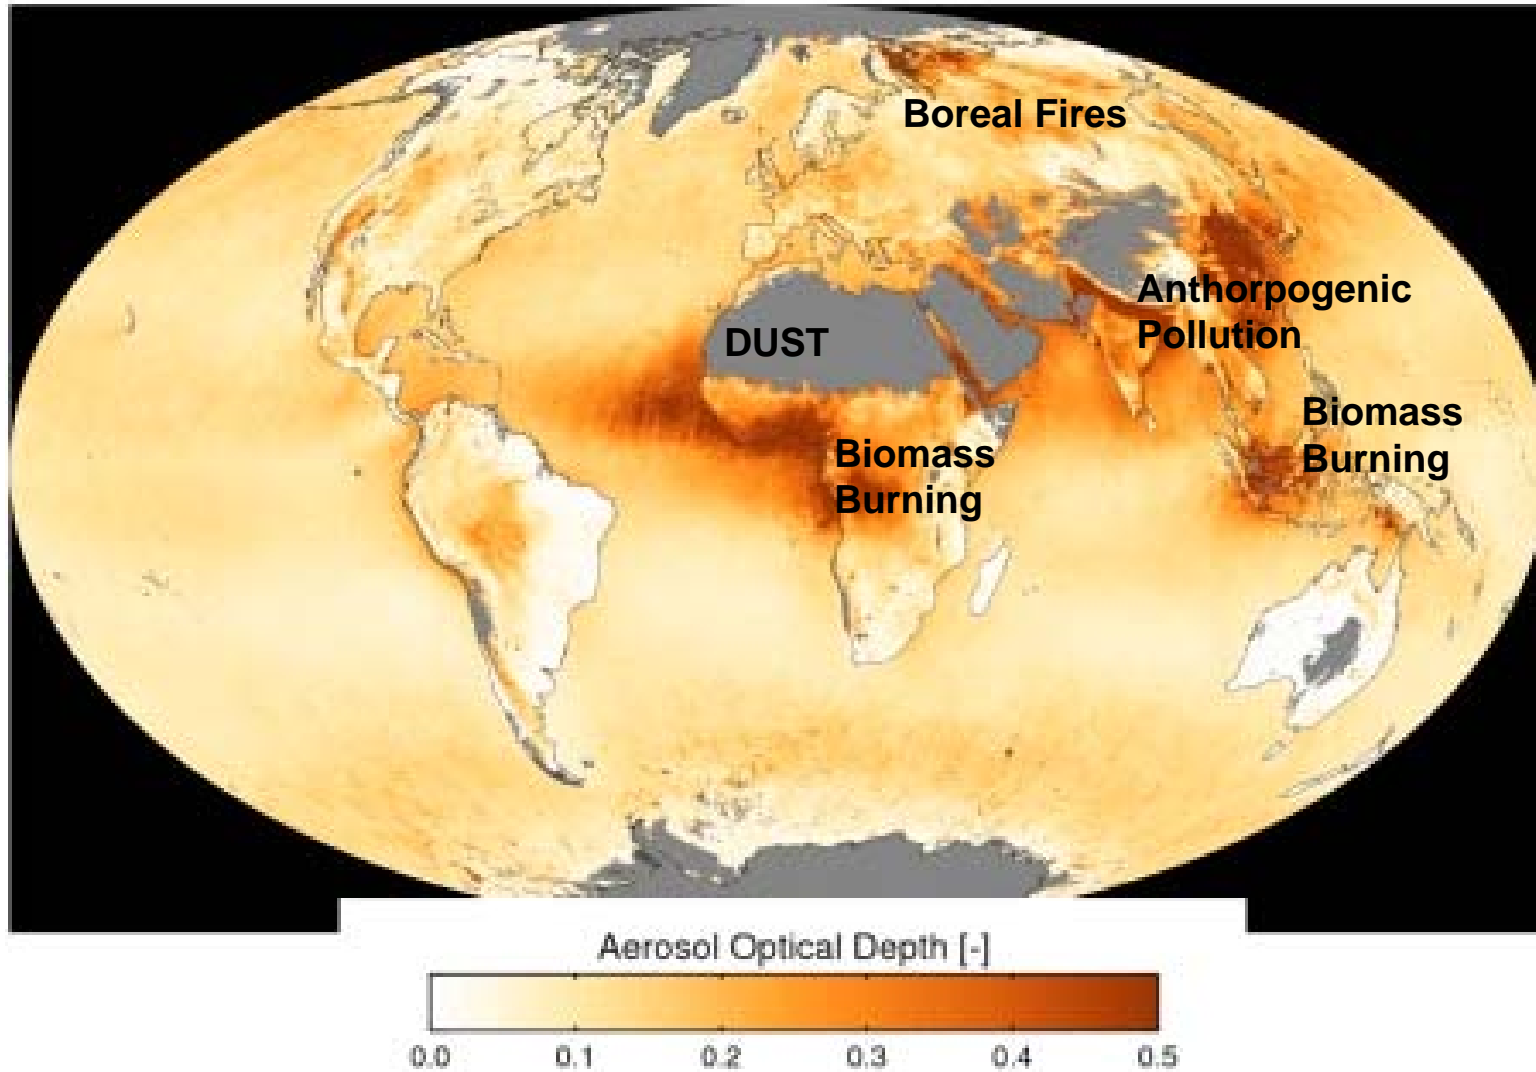 Boreal Fires
Anthorpogenic
Pollution
DUST
Biomass
Burning
Biomass
Burning
Aerosol Optical Depth [-]
0.0 0.1 0.2 0.3 0.4 0.5